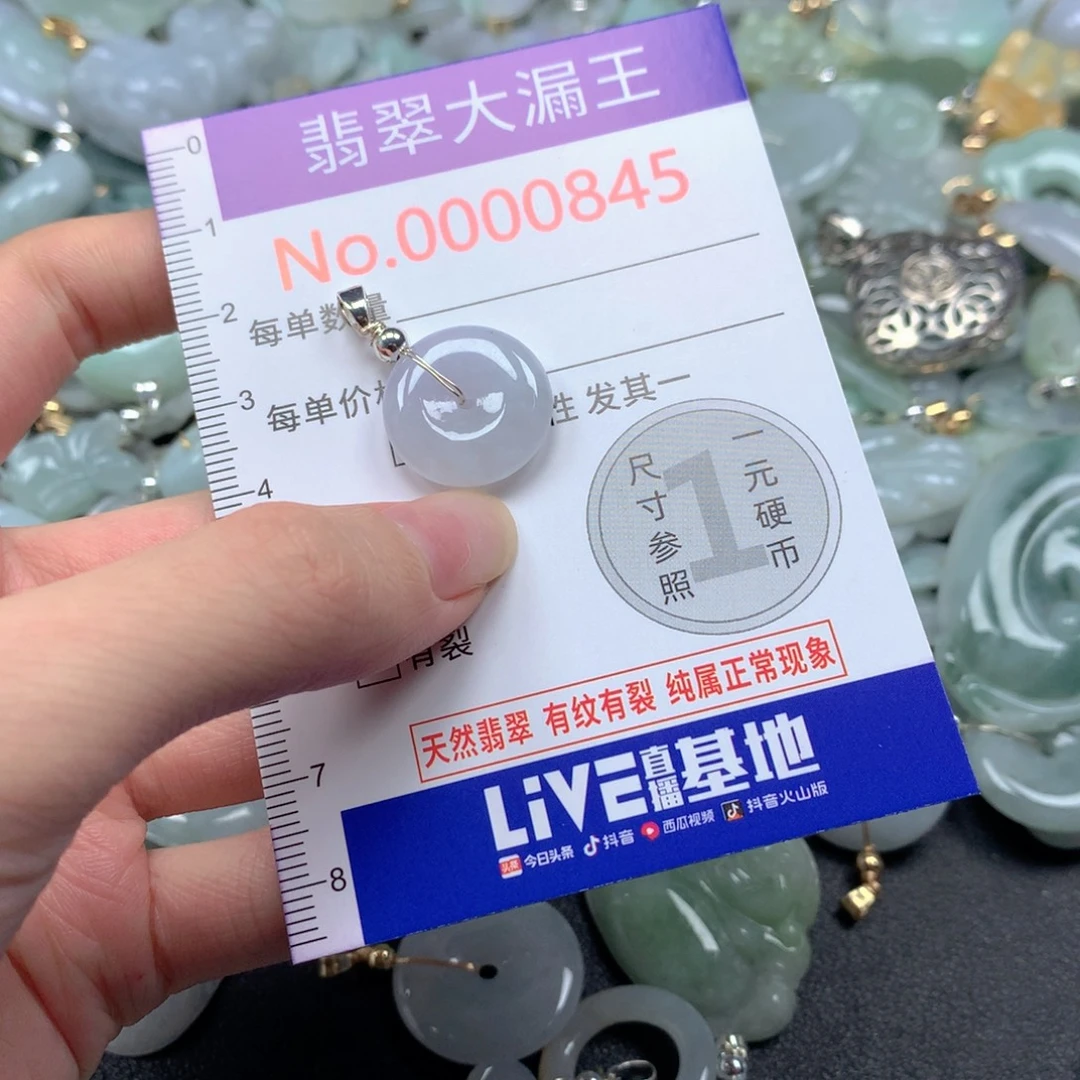 翡翠大漏王
No.0000845
0
1
2
3
4
7
8
每单数量
每单价
性 发其一
尺寸参照
1
一元硬币
有裂
天然翡翠 有纹有裂 纯属正常现象
LiVE直播基地
头条 今日头条 抖音 西瓜视频 抖音火山版